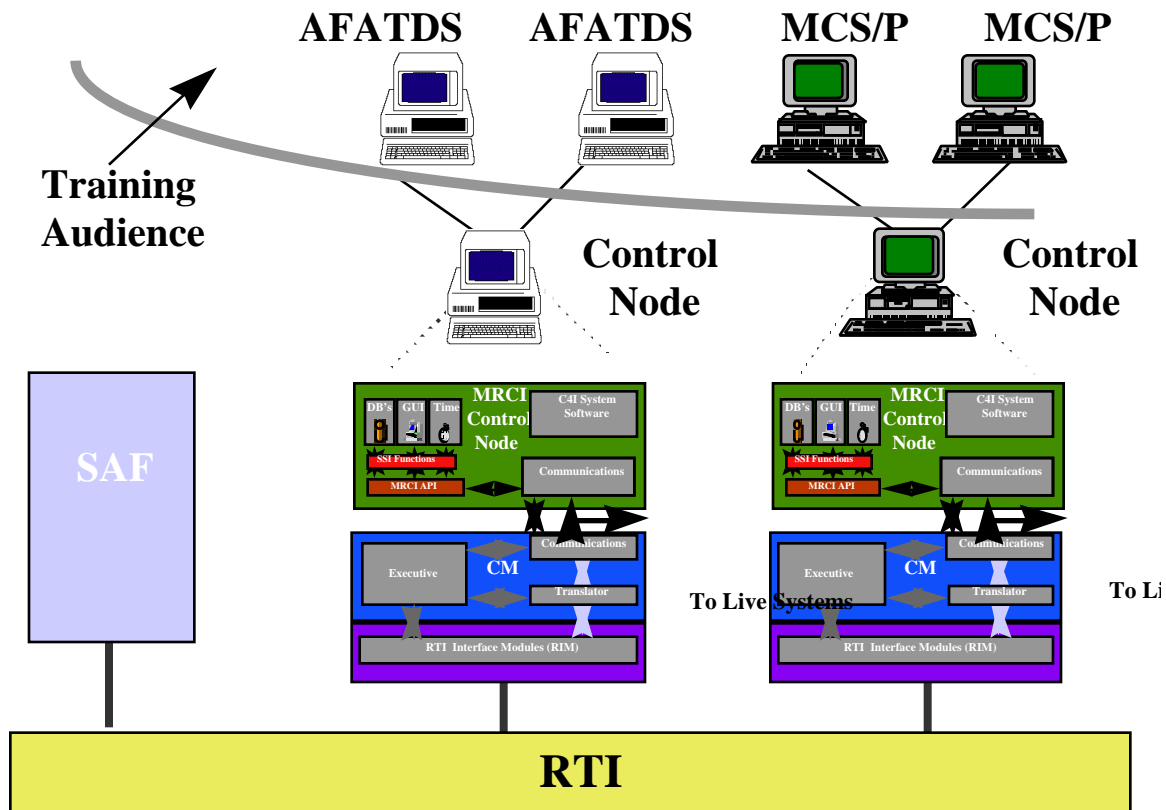 AFATDS
AFATDS
MCS/P
MCS/P
Training
Audience
Control
Node
Control
Node
SAF
DB's
GUI
Time
MRCI
Control
Node
C4I System
Software
SSI Functions
MRCI API
Communications
Communications
Executive
CM
Translator
RTI Interface Modules (RIM)
To Live Systems
DB's
GUI
Time
MRCI
Control
Node
C4I System
Software
SSI Functions
MRCI API
Communications
Communications
Executive
CM
Translator
RTI Interface Modules (RIM)
To Li
RTI